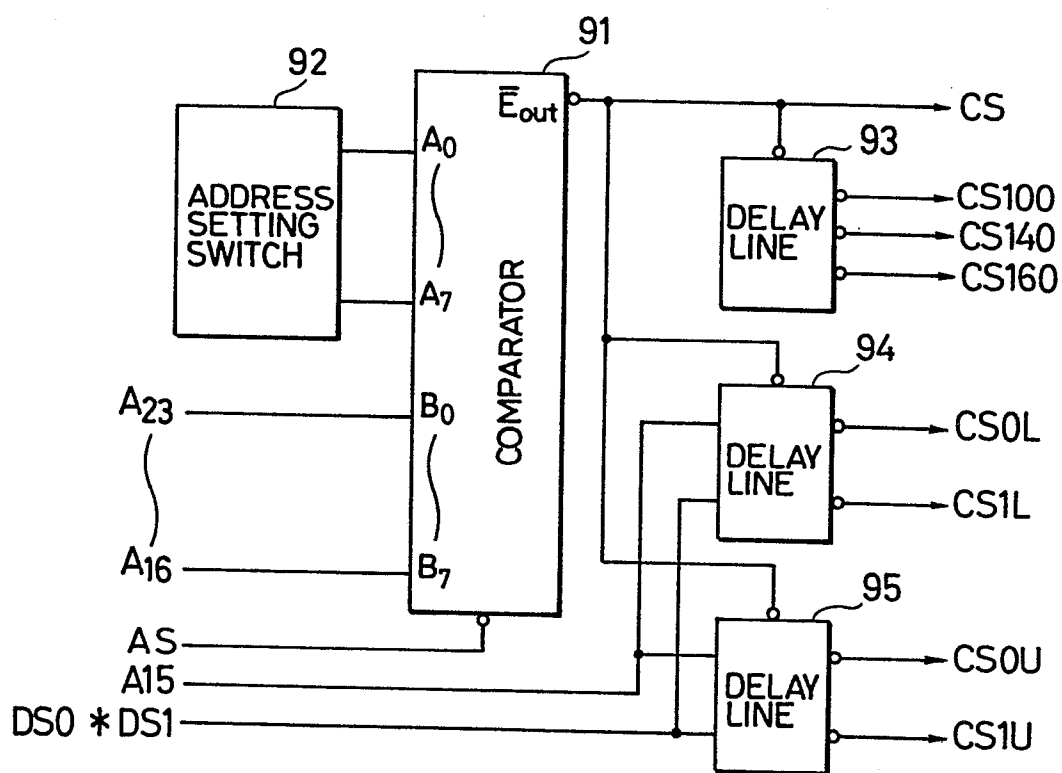 91
92
E̅out
CS
93
A0
ADDRESS
SETTING
SWITCH
DELAY
LINE
CS100
CS140
CS160
A7
COMPARATOR
94
A23
B0
DELAY
LINE
CS0L
CS1L
A16
B7
95
AS
A15
DS0 * DS1
DELAY
LINE
CS0U
CS1U